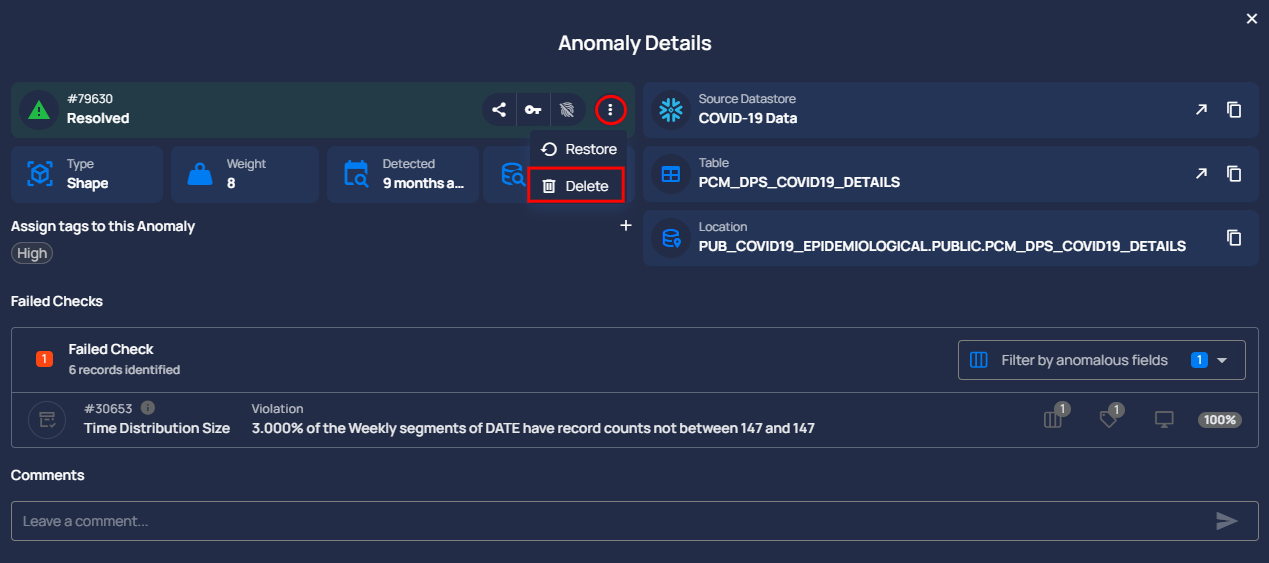 Anomaly Details
#79630
Resolved
Restore
Delete
Type
Shape
Weight
8
Detected
9 months a...
Assign tags to this Anomaly
High
Source Datastore
COVID-19 Data
Table
PCM_DPS_COVID19_DETAILS
Location
PUB_COVID19_EPIDEMIOLOGICAL.PUBLIC.PCM_DPS_COVID19_DETAILS
Failed Checks
1
Failed Check
6 records identified
Filter by anomalous fields
1
#30653
Time Distribution Size
Violation
3.000% of the Weekly segments of DATE have record counts not between 147 and 147
1
1
100%
Comments
Leave a comment...